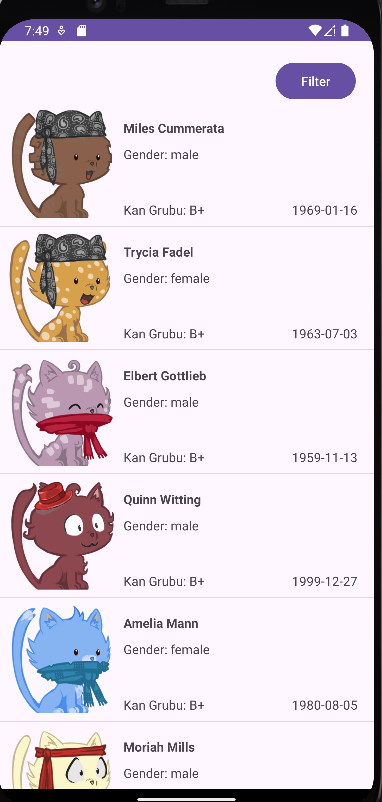 7:49
Filter
Miles Cummerata
Gender: male
Kan Grubu: B+ 1969-01-16
Trycia Fadel
Gender: female
Kan Grubu: B+ 1963-07-03
Elbert Gottlieb
Gender: male
Kan Grubu: B+ 1959-11-13
Quinn Witting
Gender: male
Kan Grubu: B+ 1999-12-27
Amelia Mann
Gender: female
Kan Grubu: B+ 1980-08-05
Moriah Mills
Gender: male